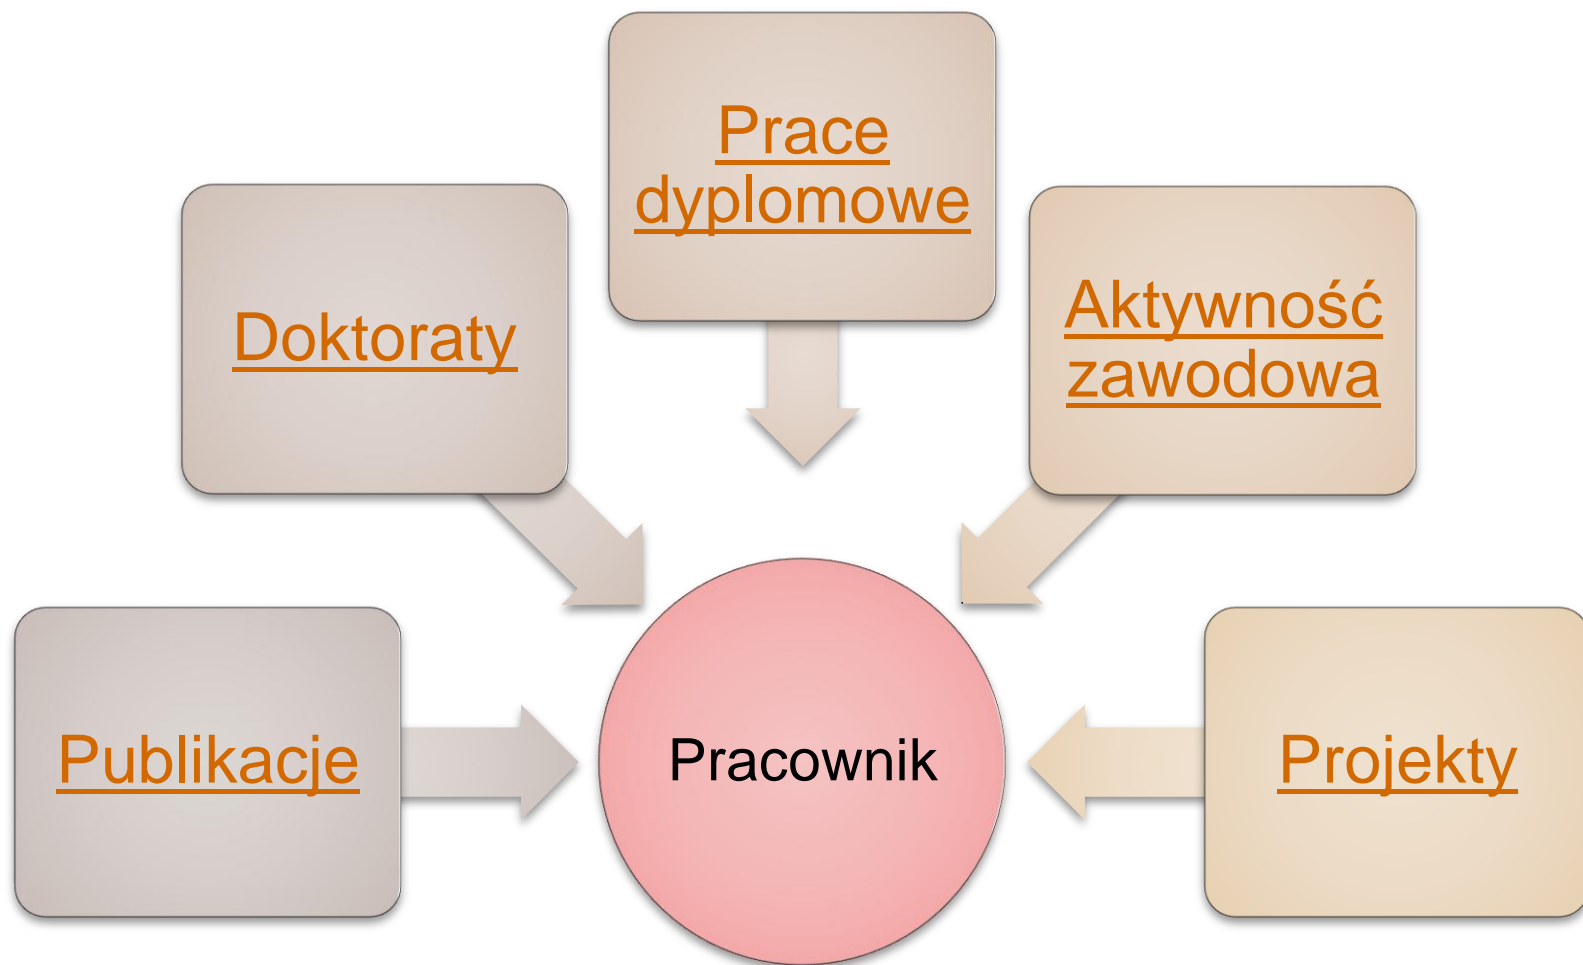 Prace
dyplomowe
Doktoraty
Aktywność
zawodowa
Publikacje
Pracownik
Projekty